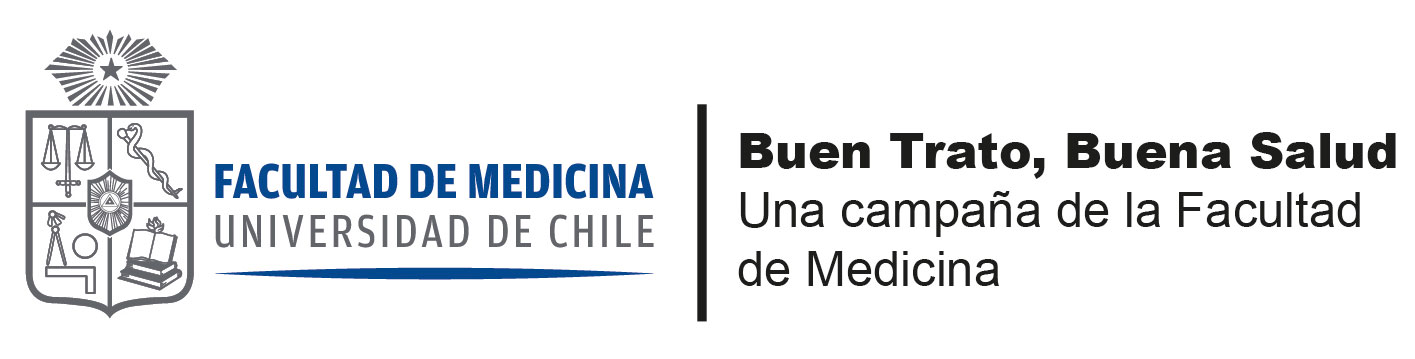 FACULTAD DE MEDICINA
UNIVERSIDAD DE CHILE
Buen Trato, Buena Salud
Una campaña de la Facultad
de Medicina